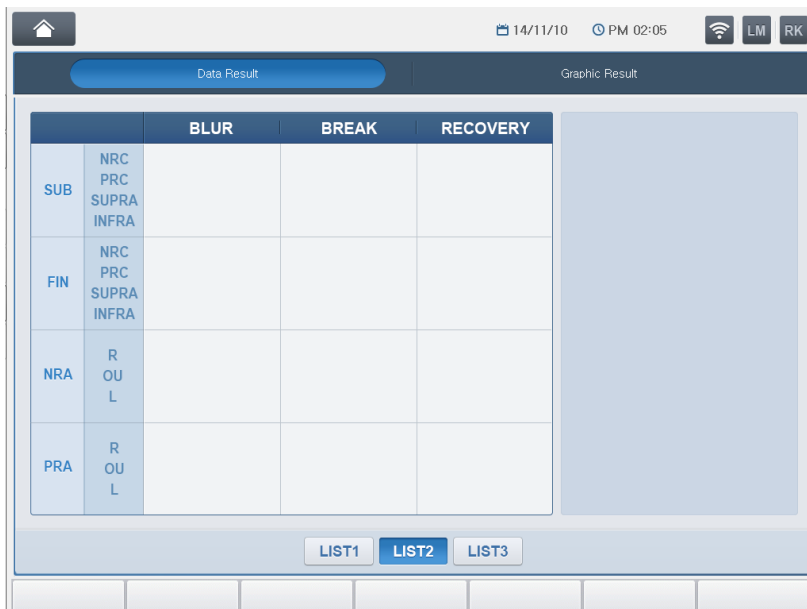 14/11/10 PM 02:05 LM RK
Data Result Graphic Result
BLUR BREAK RECOVERY
SUB
NRC
PRC
SUPRA
INFRA
FIN
NRC
PRC
SUPRA
INFRA
NRA
R
OU
L
PRA
R
OU
L
LIST1 LIST2 LIST3